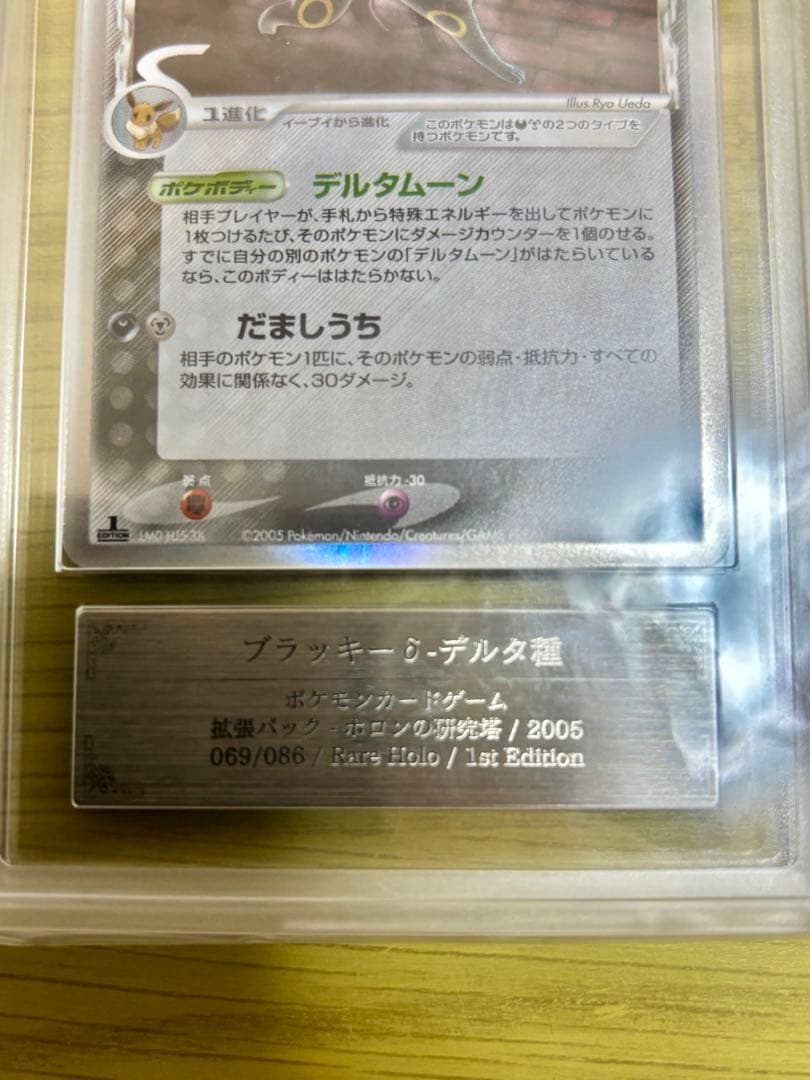 Illus.Ryo Ueda
1進化
イーブイから進化
このポケモンはの2つのタイプを
持つポケモンです。
ポケボディー デルタムーン
相手プレイヤーが、手札から特殊エネルギーを出してポケモンに
1枚つけるたび、そのポケモンにダメージカウンターを1個のせる。
すでに自分の別のポケモンの「デルタムーン」がはたらいている
なら、このボディーははたらかない。
だましうち
相手のポケモン1匹に、そのポケモンの弱点・抵抗力・すべての
効果に関係なく、30ダメージ。
弱点
抵抗力 -30
1
EDITION
©2005 Pokémon/Nintendo/Creatures/GAME
ブラッキーδ-デルタ種
ポケモンカードゲーム
拡張パック - ホロンの研究塔 / 2005
069/086 / Rare Holo / 1st Edition